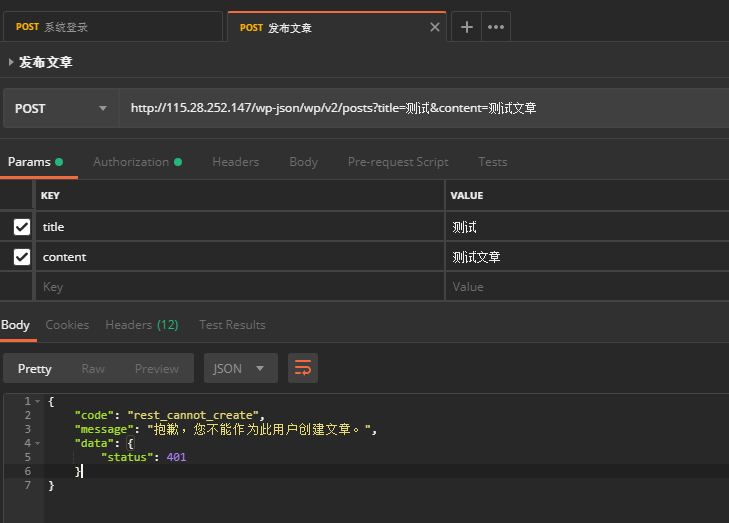 POST 系统登录
POST 发布文章
发布文章
POST http://115.28.252.147/wp-json/wp/v2/posts?title=测试&content=测试文章
Params Authorization Headers Body Pre-request Script Tests
KEY VALUE
title 测试
content 测试文章
Key Value
Body Cookies Headers (12) Test Results
Pretty Raw Preview JSON
1 {
2 "code": "rest_cannot_create",
3 "message": "抱歉，您不能作为此用户创建文章。",
4 "data": {
5 "status": 401
6 }
7 }